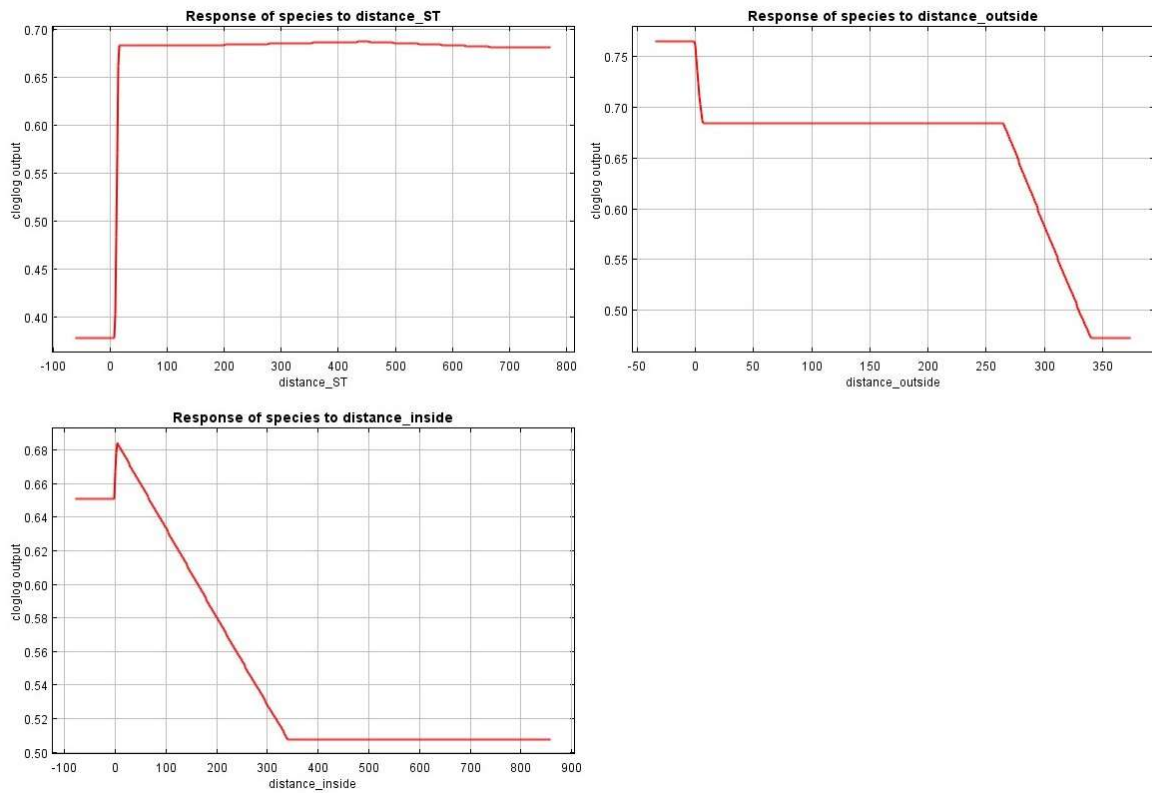 Response of species to distance_ST
0.70
0.65
0.60
0.55
0.50
0.45
0.40
cloglog output
-100 0 100 200 300 400 500 600 700 800
distance_ST
Response of species to distance_outside
0.75
0.70
0.65
0.60
0.55
0.50
cloglog output
-50 0 50 100 150 200 250 300 350
distance_outside
Response of species to distance_inside
0.68
0.66
0.64
0.62
0.60
0.58
0.56
0.54
0.52
0.50
cloglog output
-100 0 100 200 300 400 500 600 700 800 900
distance_inside